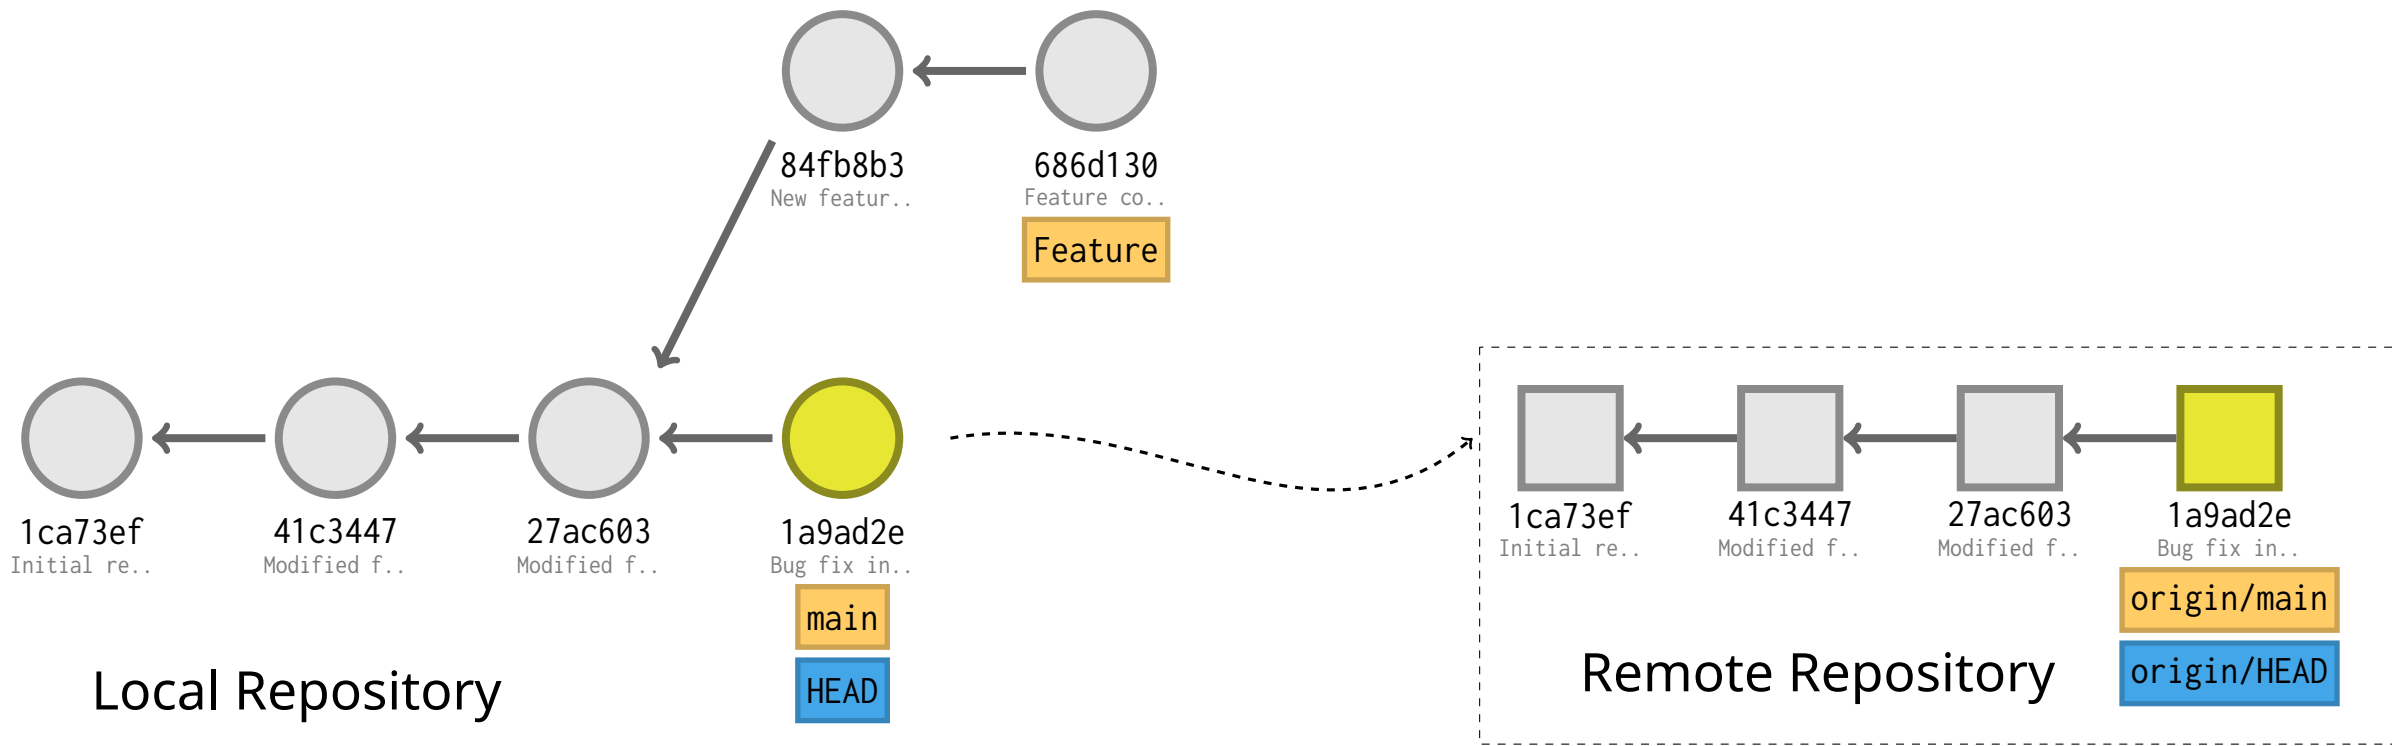 84fb8b3
New featur..
686d130
Feature co..
Feature
1ca73ef
Initial re..
41c3447
Modified f..
27ac603
Modified f..
1a9ad2e
Bug fix in..
main
HEAD
Local Repository
1ca73ef
Initial re..
41c3447
Modified f..
27ac603
Modified f..
1a9ad2e
Bug fix in..
origin/main
origin/HEAD
Remote Repository